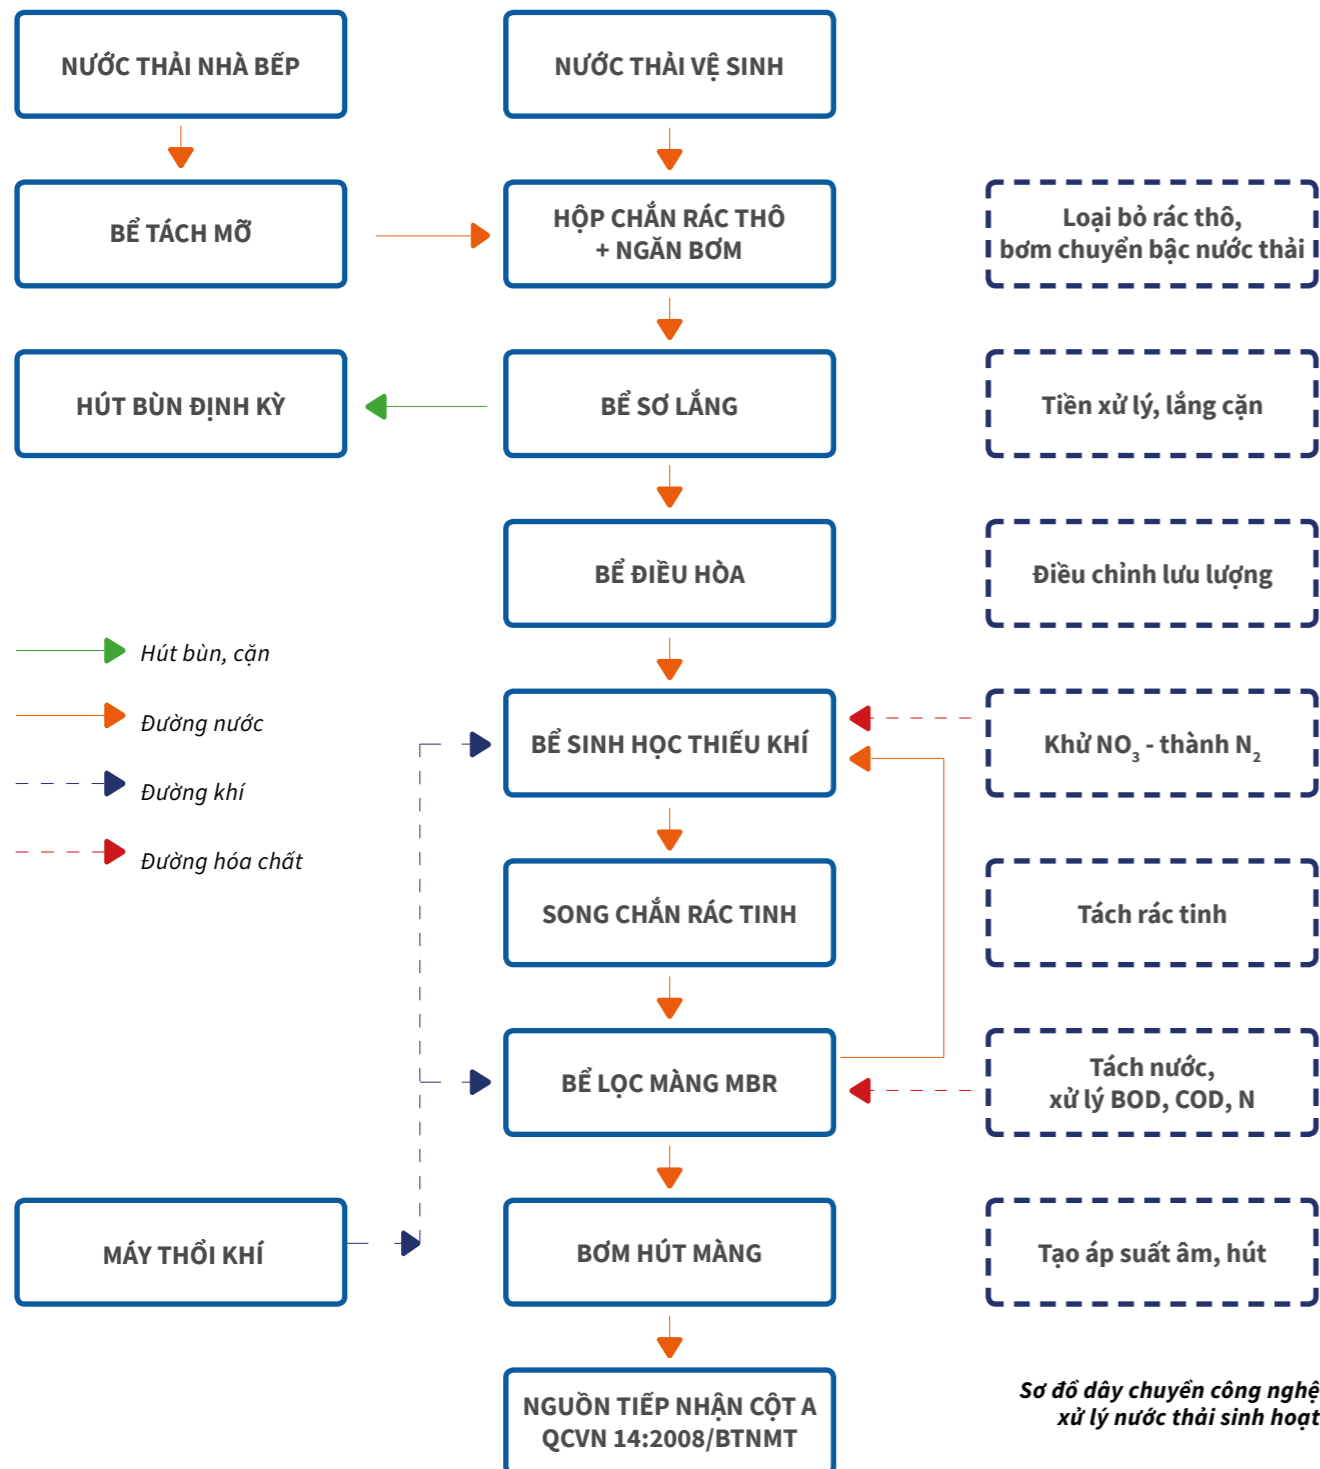 NƯỚC THẢI NHÀ BẾP
NƯỚC THẢI VỆ SINH
BỂ TÁCH MỠ
HỘP CHẮN RÁC THÔ
+ NGĂN BƠM
Loại bỏ rác thô,
bơm chuyển bậc nước thải
HÚT BÙN ĐỊNH KỲ
BỂ SƠ LẮNG
Tiền xử lý, lắng cặn
BỂ ĐIỀU HÒA
Điều chỉnh lưu lượng
Hút bùn, cặn
Đường nước
Đường khí
Đường hóa chất
BỂ SINH HỌC THIẾU KHÍ
Khử NO₃ - thành N₂
SONG CHẮN RÁC TINH
Tách rác tinh
BỂ LỌC MÀNG MBR
Tách nước,
xử lý BOD, COD, N
MÁY THỔI KHÍ
BƠM HÚT MÀNG
Tạo áp suất âm, hút
NGUỒN TIẾP NHẬN CỘT A
QCVN 14:2008/BTNMT
Sơ đồ dây chuyền công nghệ
xử lý nước thải sinh hoạt